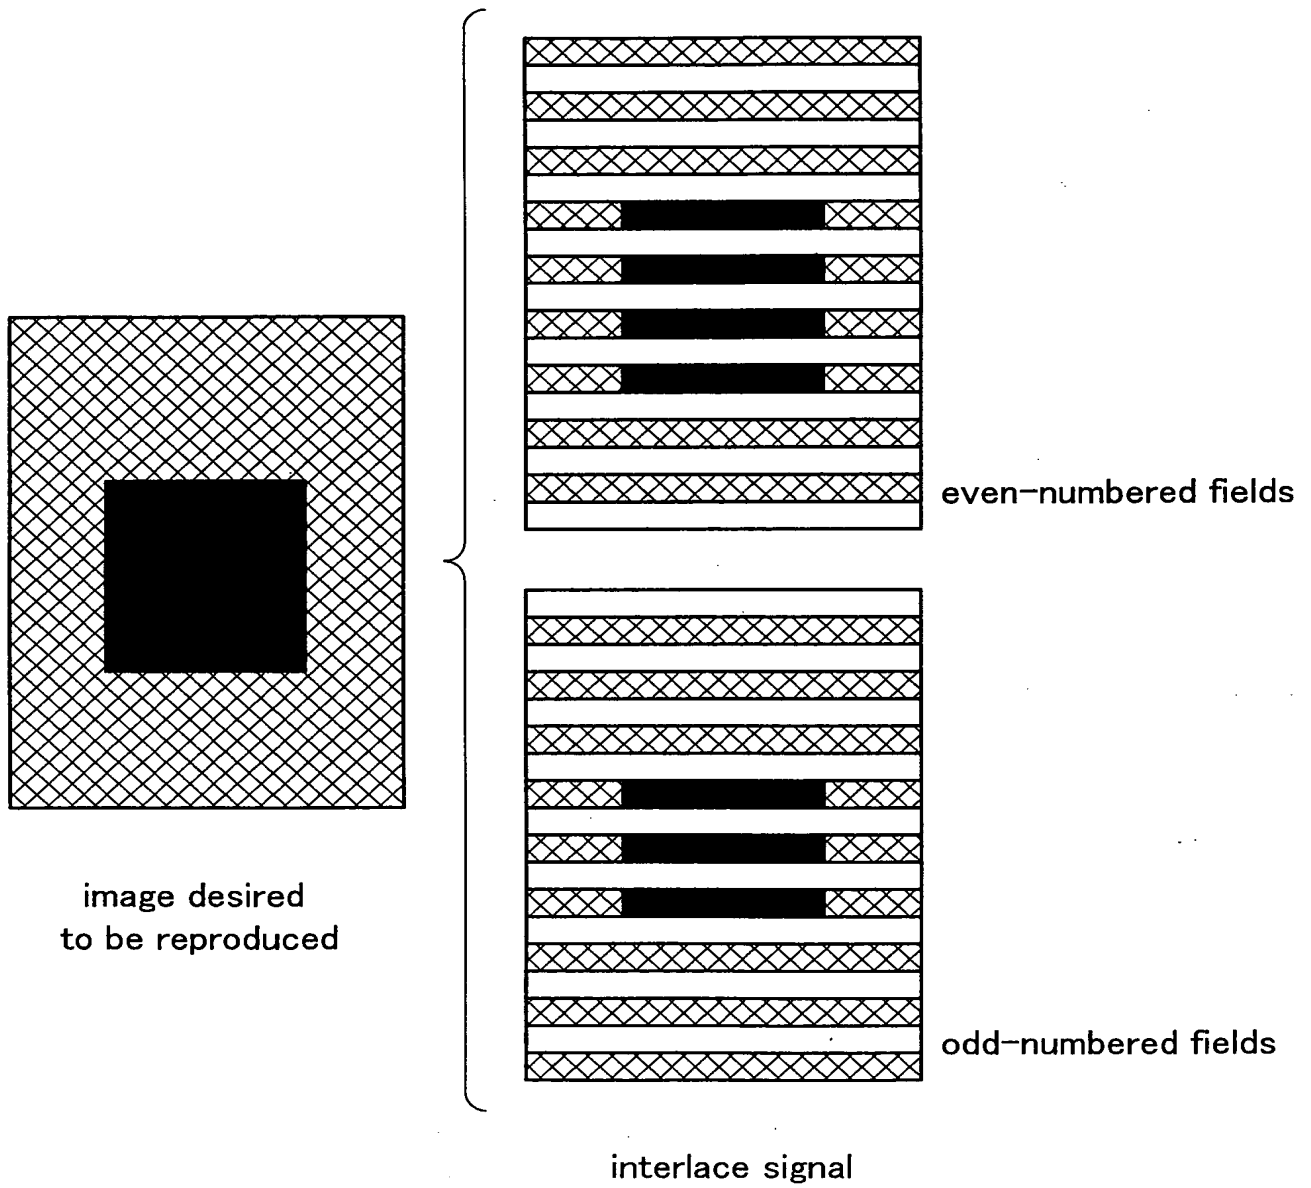 image desired
to be reproduced
even-numbered fields
odd-numbered fields
interlace signal